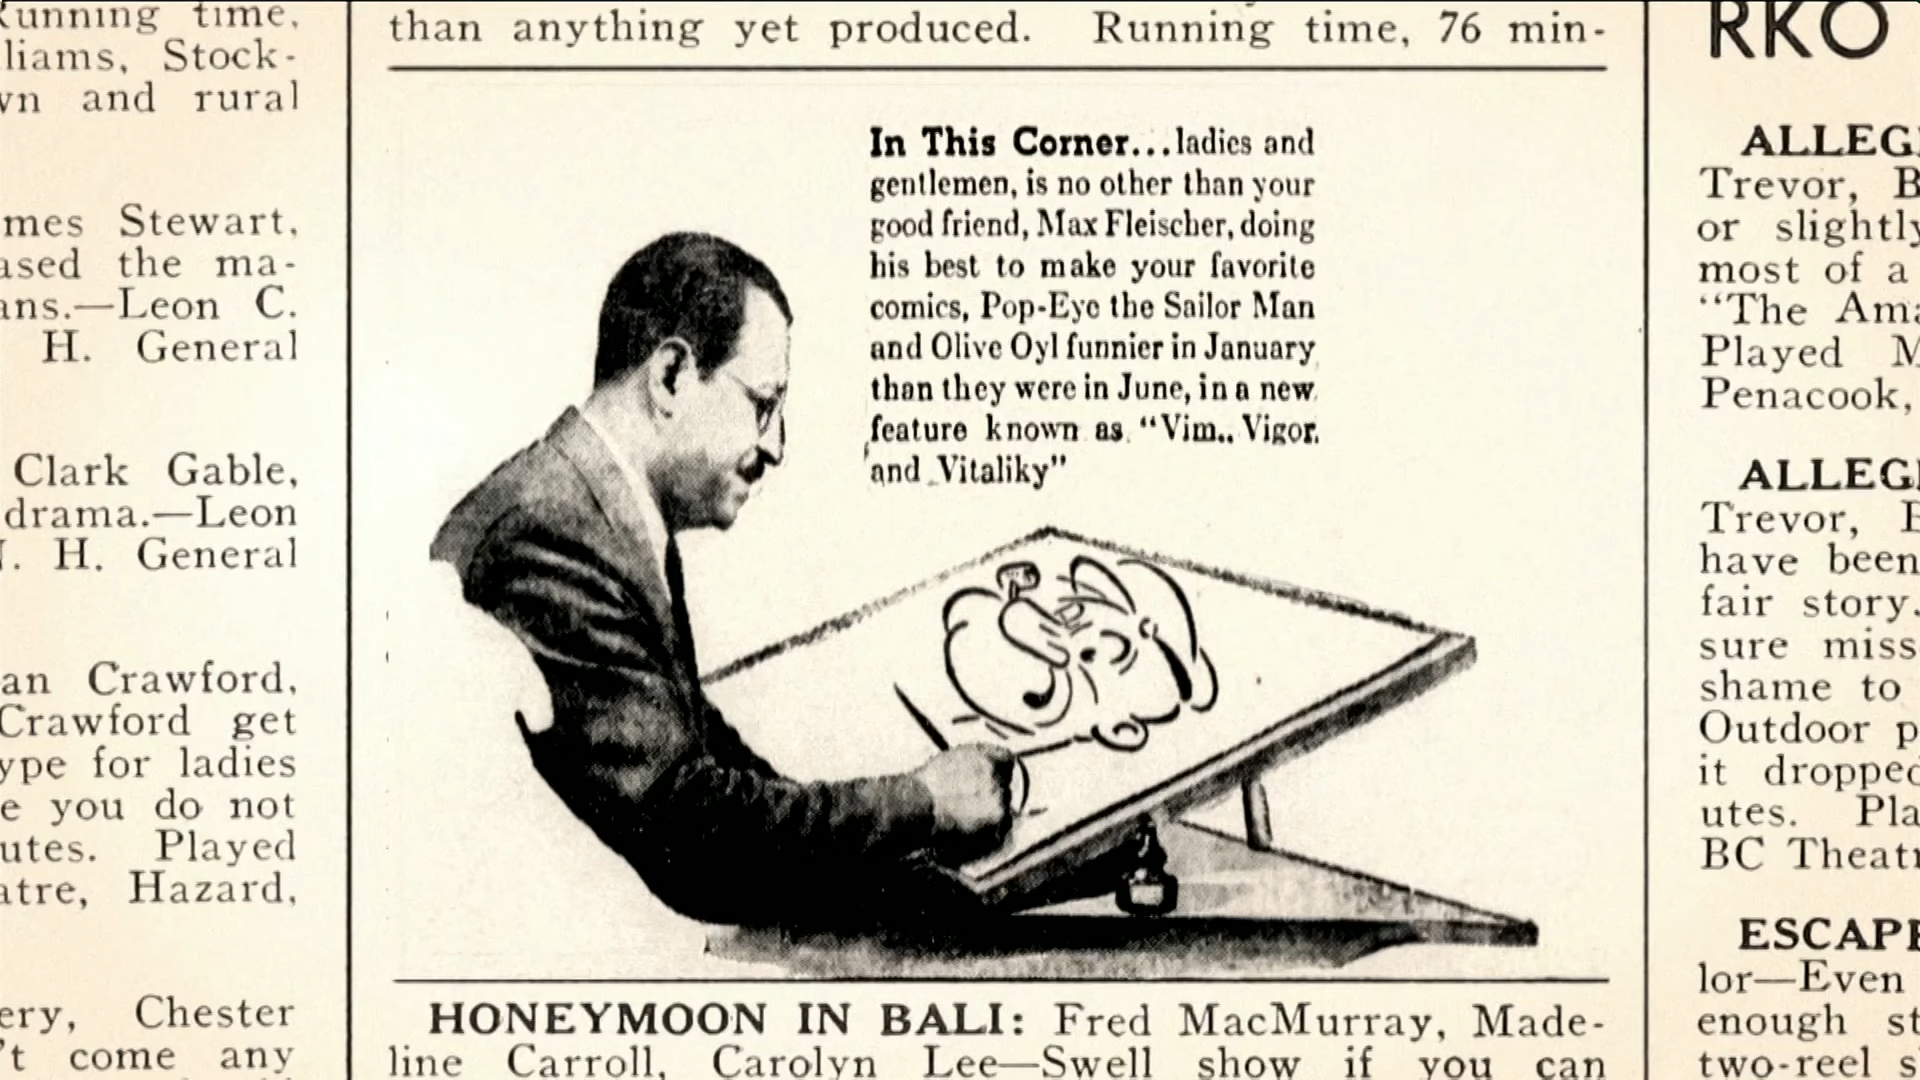 Running time,
liams, Stock-
wn and rural
mes Stewart,
ased the ma-
ans.—Leon C.
H. General
Clark Gable,
drama.—Leon
H. General
an Crawford,
Crawford get
ype for ladies
e you do not
utes. Played
atre, Hazard,
ery, Chester
't come any
than anything yet produced. Running time, 76 min-
In This Corner...ladies and
gentlemen, is no other than your
good friend, Max Fleischer, doing
his best to make your favorite
comics, Pop-Eye the Sailor Man
and Olive Oyl funnier in January
than they were in June, in a new
feature known as "Vim., Vigor,
and Vitaliky"
HONEYMOON IN BALI: Fred MacMurray, Made-
line Carroll, Carolyn Lee—Swell show if you can
RKO
ALLEG
Trevor, B
or slightly
most of a
"The Ama
Played M
Penacook,
ALLEG
Trevor, B
have been
fair story.
sure miss
shame to
Outdoor p
it dropped
utes. Pla
BC Theatr
ESCAPE
lor—Even
enough st
two-reel s